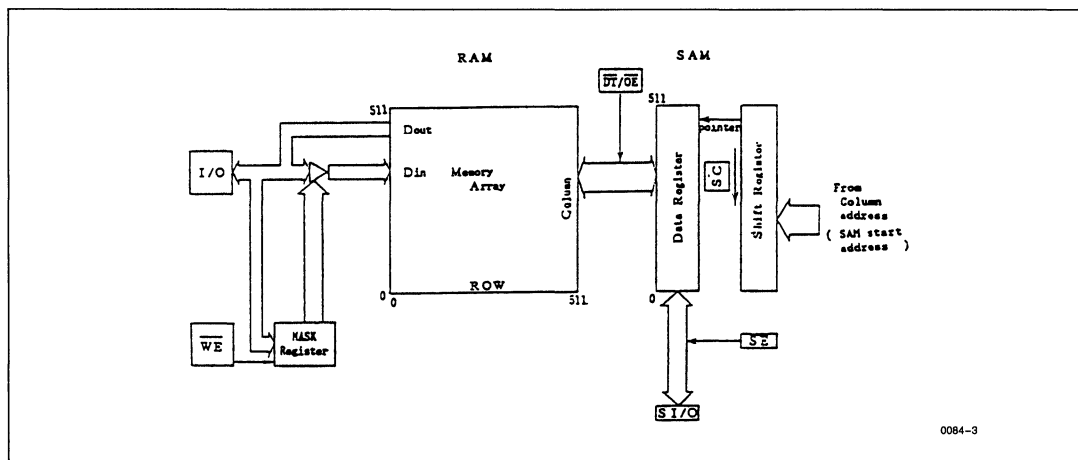 RAM
SAM
DT/OE
511
511
Dout
pointer
I/O
Din
Memory
Array
Column
Data Register
SC
Shift Register
From
Column
address
( SAM start
address )
0
0
ROW
511
0
WE
MASK
Register
SE
SI/O
0084-3